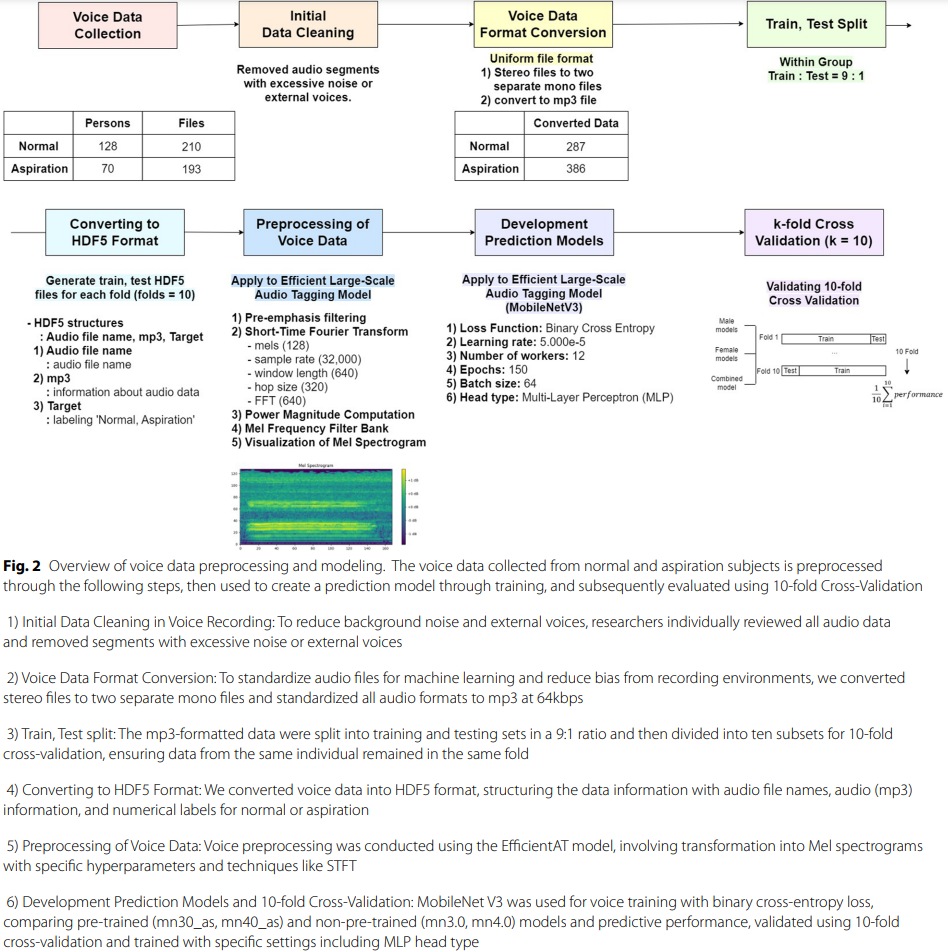 Voice Data
Collection
Initial
Data Cleaning
Voice Data
Format Conversion
Train, Test Split
Removed audio segments
with excessive noise or
external voices.
Uniform file format
1) Stereo files to two
separate mono files
2) convert to mp3 file
Within Group
Train : Test = 9 : 1
Persons Files
Normal 128 210
Aspiration 70 193
Converted Data
Normal 287
Aspiration 386
Converting to
HDF5 Format
Preprocessing of
Voice Data
Development
Prediction Models
k-fold Cross
Validation (k = 10)
Generate train, test HDF5
files for each fold (folds = 10)
- HDF5 structures
: Audio file name, mp3, Target
1) Audio file name
: audio file name
2) mp3
: information about audio data
3) Target
: labeling 'Normal, Aspiration'
Apply to Efficient Large-Scale
Audio Tagging Model
1) Pre-emphasis filtering
2) Short-Time Fourier Transform
- mels (128)
- sample rate (32,000)
- window length (640)
- hop size (320)
- FFT (640)
3) Power Magnitude Computation
4) Mel Frequency Filter Bank
5) Visualization of Mel Spectrogram
Mel Spectrogram
Apply to Efficient Large-Scale
Audio Tagging Model
(MobileNetV3)
1) Loss Function: Binary Cross Entropy
2) Learning rate: 5.000e-5
3) Number of workers: 12
4) Epochs: 150
5) Batch size: 64
6) Head type: Multi-Layer Perceptron (MLP)
Validating 10-fold
Cross Validation
Male
models
Female
models
Combined
model
Fold 1 Train Test
...
Fold 10 Test Train
10 Fold
1/10 ∑ i=1 10 performance
Fig. 2 Overview of voice data preprocessing and modeling. The voice data collected from normal and aspiration subjects is preprocessed
through the following steps, then used to create a prediction model through training, and subsequently evaluated using 10-fold Cross-Validation
1) Initial Data Cleaning in Voice Recording: To reduce background noise and external voices, researchers individually reviewed all audio data
and removed segments with excessive noise or external voices
2) Voice Data Format Conversion: To standardize audio files for machine learning and reduce bias from recording environments, we converted
stereo files to two separate mono files and standardized all audio formats to mp3 at 64kbps
3) Train, Test split: The mp3-formatted data were split into training and testing sets in a 9:1 ratio and then divided into ten subsets for 10-fold
cross-validation, ensuring data from the same individual remained in the same fold
4) Converting to HDF5 Format: We converted voice data into HDF5 format, structuring the data information with audio file names, audio (mp3)
information, and numerical labels for normal or aspiration
5) Preprocessing of Voice Data: Voice preprocessing was conducted using the EfficientAT model, involving transformation into Mel spectrograms
with specific hyperparameters and techniques like STFT
6) Development Prediction Models and 10-fold Cross-Validation: MobileNet V3 was used for voice training with binary cross-entropy loss,
comparing pre-trained (mn30_as, mn40_as) and non-pre-trained (mn3.0, mn4.0) models and predictive performance, validated using 10-fold
cross-validation and trained with specific settings including MLP head type